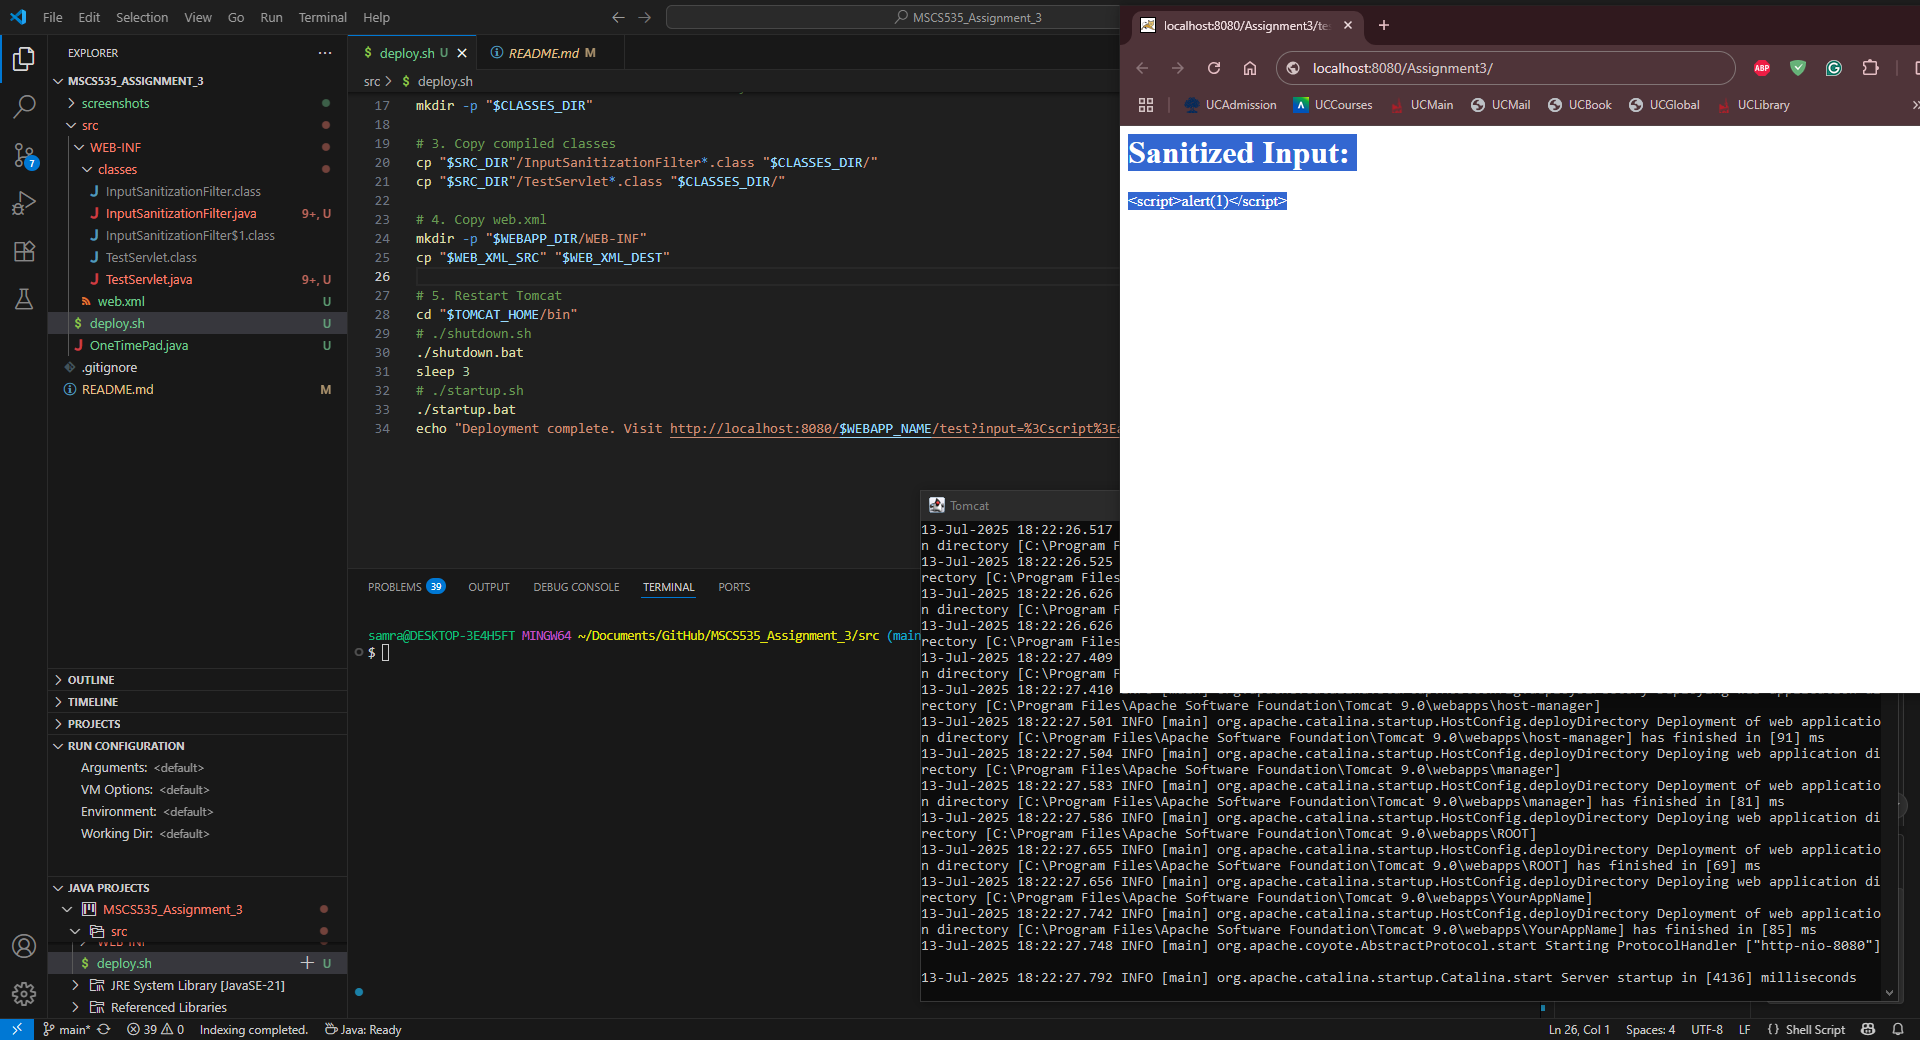 File Edit Selection View Go Run Terminal Help
MSCS535_Assignment_3
EXPLORER
MSCS535_ASSIGNMENT_3
screenshots
src
WEB-INF
classes
InputSanitizationFilter.class
InputSanitizationFilter.java 9+, U
InputSanitizationFilter$1.class
TestServlet.class
TestServlet.java 9+, U
web.xml U
deploy.sh U
OneTimePad.java U
.gitignore
README.md M
7
OUTLINE
TIMELINE
PROJECTS
RUN CONFIGURATION
Arguments: <default>
VM Options: <default>
Environment: <default>
Working Dir: <default>
JAVA PROJECTS
MSCS535_Assignment_3
src
WEB-INF
deploy.sh U
JRE System Library [JavaSE-21]
Referenced Libraries
deploy.sh U
README.md M
src > deploy.sh
17 mkdir -p "$CLASSES_DIR"
18
19 # 3. Copy compiled classes
20 cp "$SRC_DIR"/InputSanitizationFilter*.class "$CLASSES_DIR/"
21 cp "$SRC_DIR"/TestServlet*.class "$CLASSES_DIR/"
22
23 # 4. Copy web.xml
24 mkdir -p "$WEBAPP_DIR/WEB-INF"
25 cp "$WEB_XML_SRC" "$WEB_XML_DEST"
26
27 # 5. Restart Tomcat
28 cd "$TOMCAT_HOME/bin"
29 # ./shutdown.sh
30 ./shutdown.bat
31 sleep 3
32 # ./startup.sh
33 ./startup.bat
34 echo "Deployment complete. Visit http://localhost:8080/$WEBAPP_NAME/test?input=%3Cscript%3Ea
PROBLEMS 39 OUTPUT DEBUG CONSOLE TERMINAL PORTS
samra@DESKTOP-3E4H5FT MINGW64 ~/Documents/GitHub/MSCS535_Assignment_3/src (main
$
localhost:8080/Assignment3/te
localhost:8080/Assignment3/
ABP
UCAdmission UCCourses UCMain UCMail UCBook UCGlobal UCLibrary
Sanitized Input:
<script>alert(1)</script>
Tomcat
13-Jul-2025 18:22:26.517
n directory [C:\Program F
13-Jul-2025 18:22:26.525
rectory [C:\Program Files
13-Jul-2025 18:22:26.626
n directory [C:\Program F
13-Jul-2025 18:22:26.626
rectory [C:\Program Files
13-Jul-2025 18:22:27.409
n directory [C:\Program F
13-Jul-2025 18:22:27.410 INFO [main] org.apache.catalina.startup.HostConfig.deployDirectory Deploying web application di
rectory [C:\Program Files\Apache Software Foundation\Tomcat 9.0\webapps\host-manager]
13-Jul-2025 18:22:27.501 INFO [main] org.apache.catalina.startup.HostConfig.deployDirectory Deployment of web applicatio
n directory [C:\Program Files\Apache Software Foundation\Tomcat 9.0\webapps\host-manager] has finished in [91] ms
13-Jul-2025 18:22:27.504 INFO [main] org.apache.catalina.startup.HostConfig.deployDirectory Deploying web application di
rectory [C:\Program Files\Apache Software Foundation\Tomcat 9.0\webapps\manager]
13-Jul-2025 18:22:27.583 INFO [main] org.apache.catalina.startup.HostConfig.deployDirectory Deployment of web applicatio
n directory [C:\Program Files\Apache Software Foundation\Tomcat 9.0\webapps\manager] has finished in [81] ms
13-Jul-2025 18:22:27.586 INFO [main] org.apache.catalina.startup.HostConfig.deployDirectory Deploying web application di
rectory [C:\Program Files\Apache Software Foundation\Tomcat 9.0\webapps\ROOT]
13-Jul-2025 18:22:27.655 INFO [main] org.apache.catalina.startup.HostConfig.deployDirectory Deployment of web applicatio
n directory [C:\Program Files\Apache Software Foundation\Tomcat 9.0\webapps\ROOT] has finished in [69] ms
13-Jul-2025 18:22:27.656 INFO [main] org.apache.catalina.startup.HostConfig.deployDirectory Deploying web application di
rectory [C:\Program Files\Apache Software Foundation\Tomcat 9.0\webapps\YourAppName]
13-Jul-2025 18:22:27.742 INFO [main] org.apache.catalina.startup.HostConfig.deployDirectory Deployment of web applicatio
n directory [C:\Program Files\Apache Software Foundation\Tomcat 9.0\webapps\YourAppName] has finished in [85] ms
13-Jul-2025 18:22:27.748 INFO [main] org.apache.coyote.AbstractProtocol.start Starting ProtocolHandler ["http-nio-8080"]
13-Jul-2025 18:22:27.792 INFO [main] org.apache.catalina.startup.Catalina.start Server startup in [4136] milliseconds
main* 39 0 Indexing completed. Java: Ready
Ln 26, Col 1 Spaces: 4 UTF-8 LF Shell Script